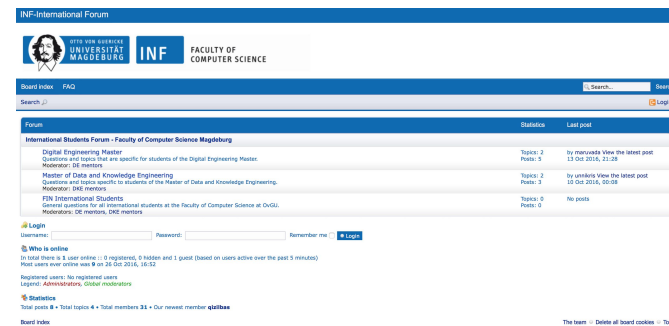 INF-International Forum
OTTO VON GUERICKE
UNIVERSITÄT
MAGDEBURG
INF
FACULTY OF
COMPUTER SCIENCE
Board index FAQ
Search...
Search
Forum Statistics Last post
International Students Forum - Faculty of Computer Science Magdeburg
Digital Engineering Master
Questions and topics that are specific for students of the Digital Engineering Master.
Moderator: DE mentors
Topics: 2
Posts: 5
by maruvada View the latest post
13 Oct 2016, 21:28
Master of Data and Knowledge Engineering
Questions and topics specific to students of the Master of Data and Knowledge Engineering.
Moderator: DKE mentors
Topics: 2
Posts: 3
by unnikris View the latest post
10 Oct 2016, 00:08
FIN International Students
General questions for all international students at the Faculty of Computer Science at OvGU.
Moderators: DE mentors, DKE mentors
Topics: 0
Posts: 0
No posts
Login
Username: Password: Remember me Login
Who is online
In total there is 1 user online :: 0 registered, 0 hidden and 1 guest (based on users active over the past 5 minutes)
Most users ever online was 9 on 26 Oct 2016, 16:52
Registered users: No registered users
Legend: Administrators, Global moderators
Statistics
Total posts 8 • Total topics 4 • Total members 31 • Our newest member qizilbas
Board index The team Delete all board cookies